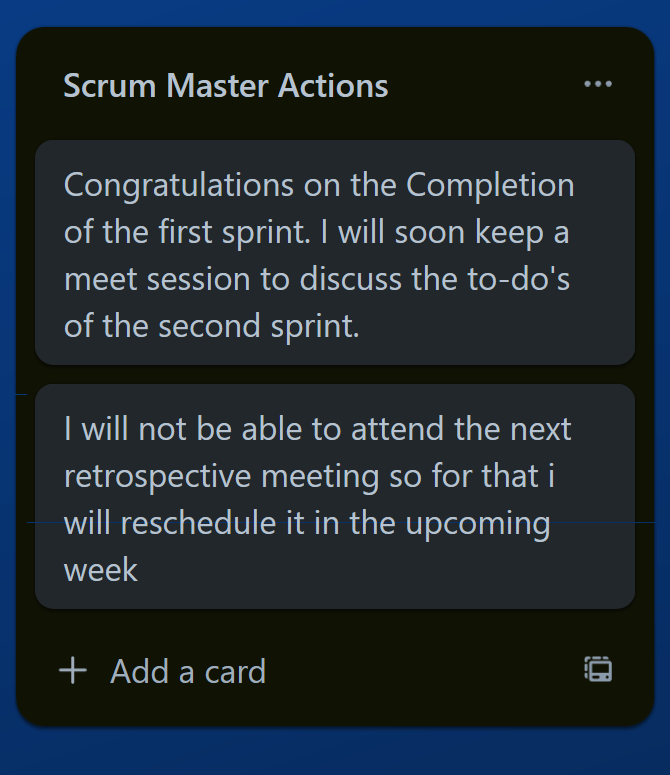 Scrum Master Actions
Congratulations on the Completion
of the first sprint. I will soon keep a
meet session to discuss the to-do's
of the second sprint.
I will not be able to attend the next
retrospective meeting so for that i
will reschedule it in the upcoming
week
Add a card